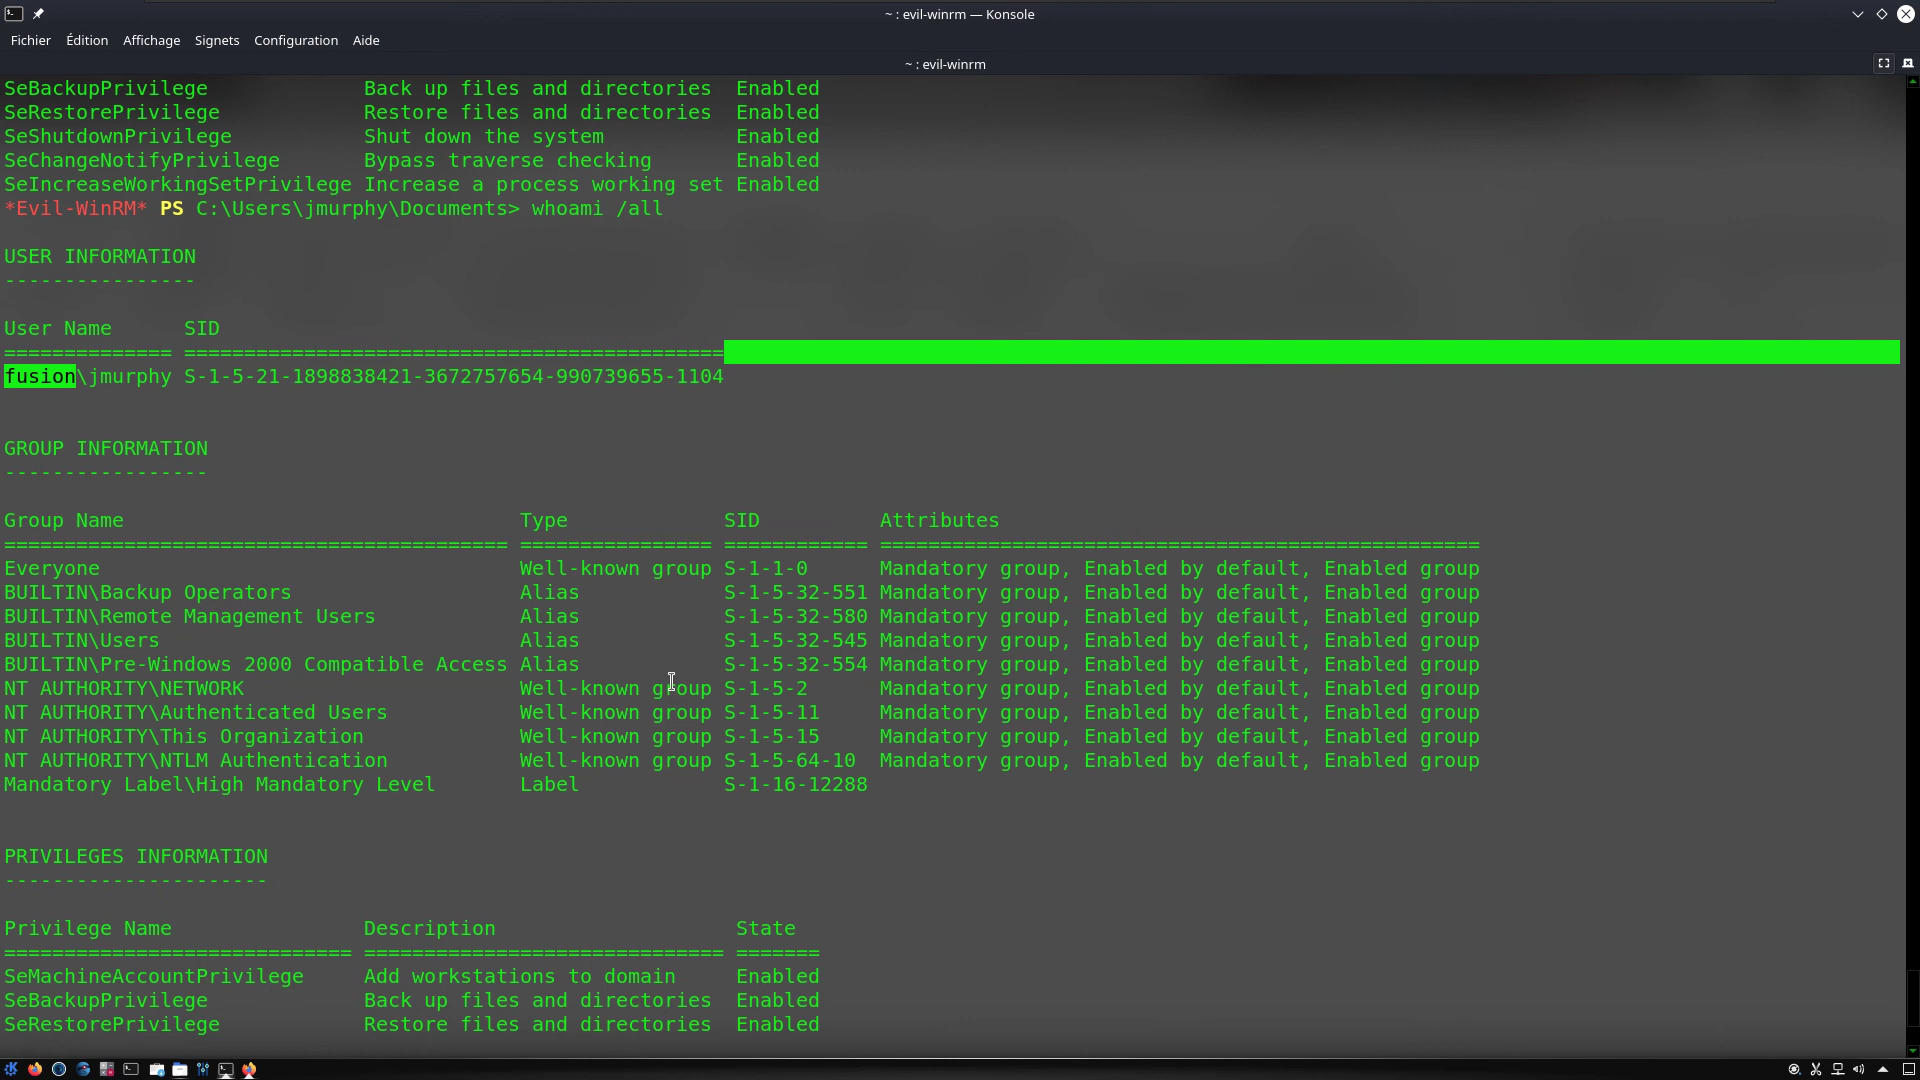 ~ : evil-winrm — Konsole
Fichier Édition Affichage Signets Configuration Aide
~ : evil-winrm
SeBackupPrivilege             Back up files and directories  Enabled
SeRestorePrivilege            Restore files and directories  Enabled
SeShutdownPrivilege           Shut down the system           Enabled
SeChangeNotifyPrivilege       Bypass traverse checking       Enabled
SeIncreaseWorkingSetPrivilege Increase a process working set Enabled
*Evil-WinRM* PS C:\Users\jmurphy\Documents> whoami /all
USER INFORMATION
----------------
User Name      SID
============== =============================================
fusion\jmurphy S-1-5-21-1898838421-3672757654-990739655-1104
GROUP INFORMATION
-----------------
Group Name                                 Type             SID          Attributes
========================================== ================ ============ ==================================================
Everyone                                   Well-known group S-1-1-0      Mandatory group, Enabled by default, Enabled group
BUILTIN\Backup Operators                   Alias            S-1-5-32-551 Mandatory group, Enabled by default, Enabled group
BUILTIN\Remote Management Users            Alias            S-1-5-32-580 Mandatory group, Enabled by default, Enabled group
BUILTIN\Users                              Alias            S-1-5-32-545 Mandatory group, Enabled by default, Enabled group
BUILTIN\Pre-Windows 2000 Compatible Access Alias            S-1-5-32-554 Mandatory group, Enabled by default, Enabled group
NT AUTHORITY\NETWORK                       Well-known group S-1-5-2      Mandatory group, Enabled by default, Enabled group
NT AUTHORITY\Authenticated Users           Well-known group S-1-5-11     Mandatory group, Enabled by default, Enabled group
NT AUTHORITY\This Organization             Well-known group S-1-5-15     Mandatory group, Enabled by default, Enabled group
NT AUTHORITY\NTLM Authentication           Well-known group S-1-5-64-10  Mandatory group, Enabled by default, Enabled group
Mandatory Label\High Mandatory Level       Label            S-1-16-12288
PRIVILEGES INFORMATION
----------------------
Privilege Name                Description                    State
============================= ============================== =======
SeMachineAccountPrivilege     Add workstations to domain     Enabled
SeBackupPrivilege             Back up files and directories  Enabled
SeRestorePrivilege            Restore files and directories  Enabled